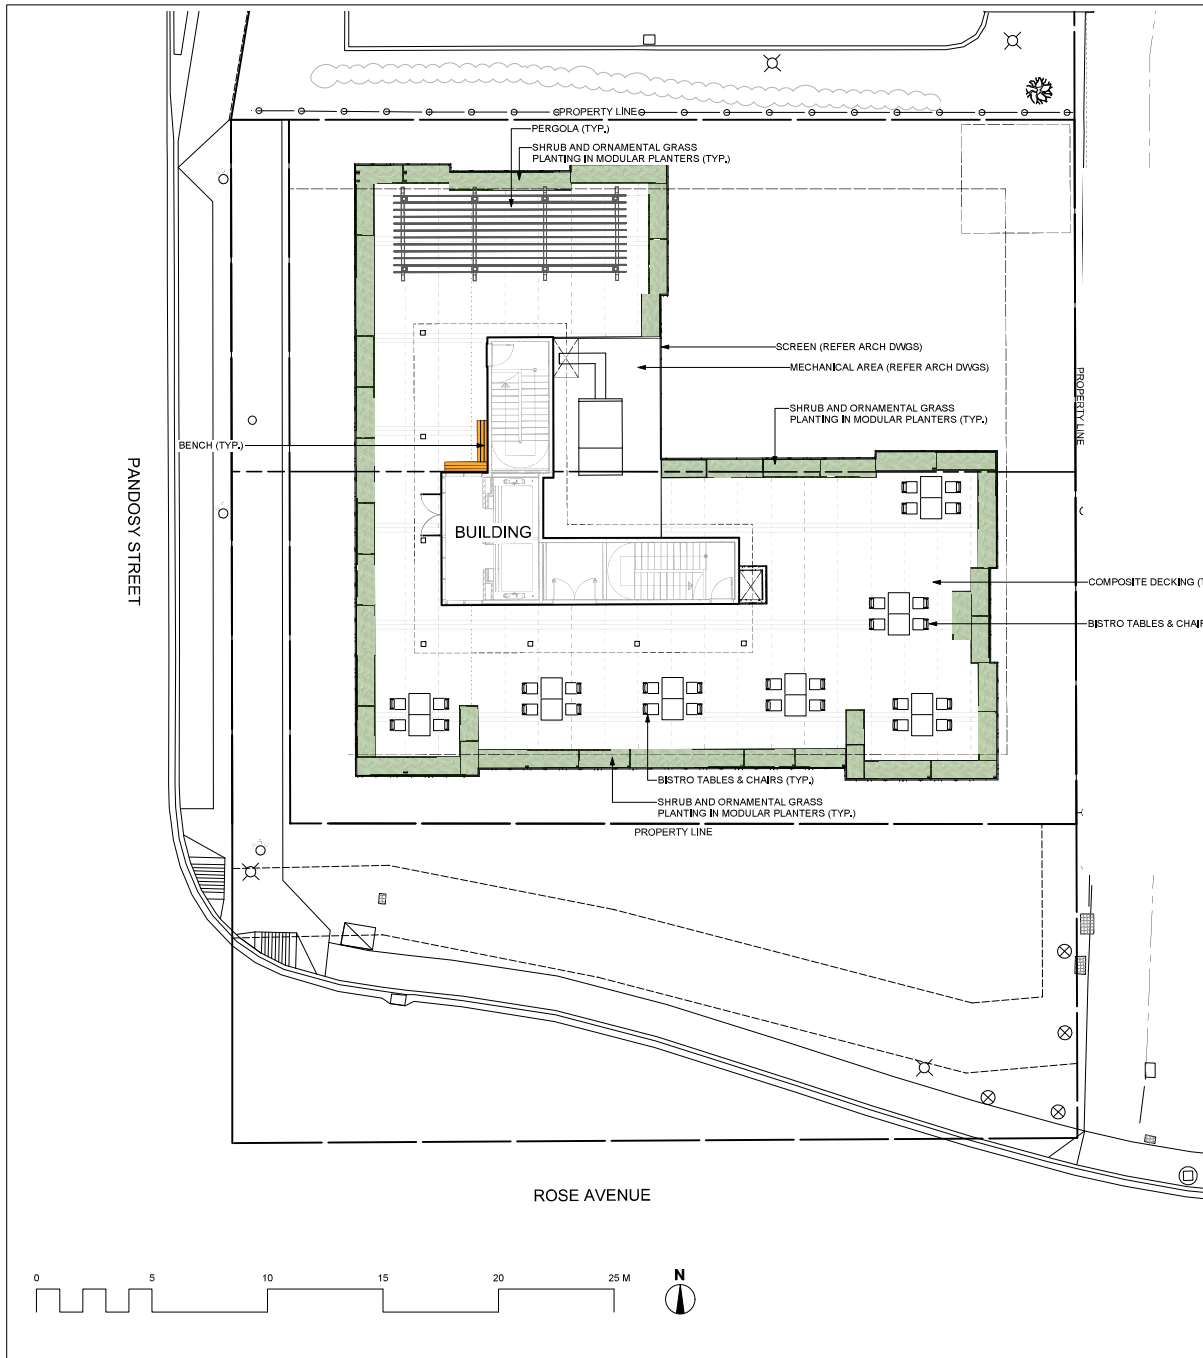 PROPERTY LINE
PERGOLA (TYP.)
SHRUB AND ORNAMENTAL GRASS
PLANTING IN MODULAR PLANTERS (TYP.)
SCREEN (REFER ARCH DWGS)
MECHANICAL AREA (REFER ARCH DWGS)
PROPERTY LINE
SHRUB AND ORNAMENTAL GRASS
PLANTING IN MODULAR PLANTERS (TYP.)
BENCH (TYP.)
PANDOSY STREET
BUILDING
COMPOSITE DECKING (T
BISTRO TABLES & CHAIR
BISTRO TABLES & CHAIRS (TYP.)
SHRUB AND ORNAMENTAL GRASS
PLANTING IN MODULAR PLANTERS (TYP.)
PROPERTY LINE
ROSE AVENUE
0 5 10 15 20 25 M
N